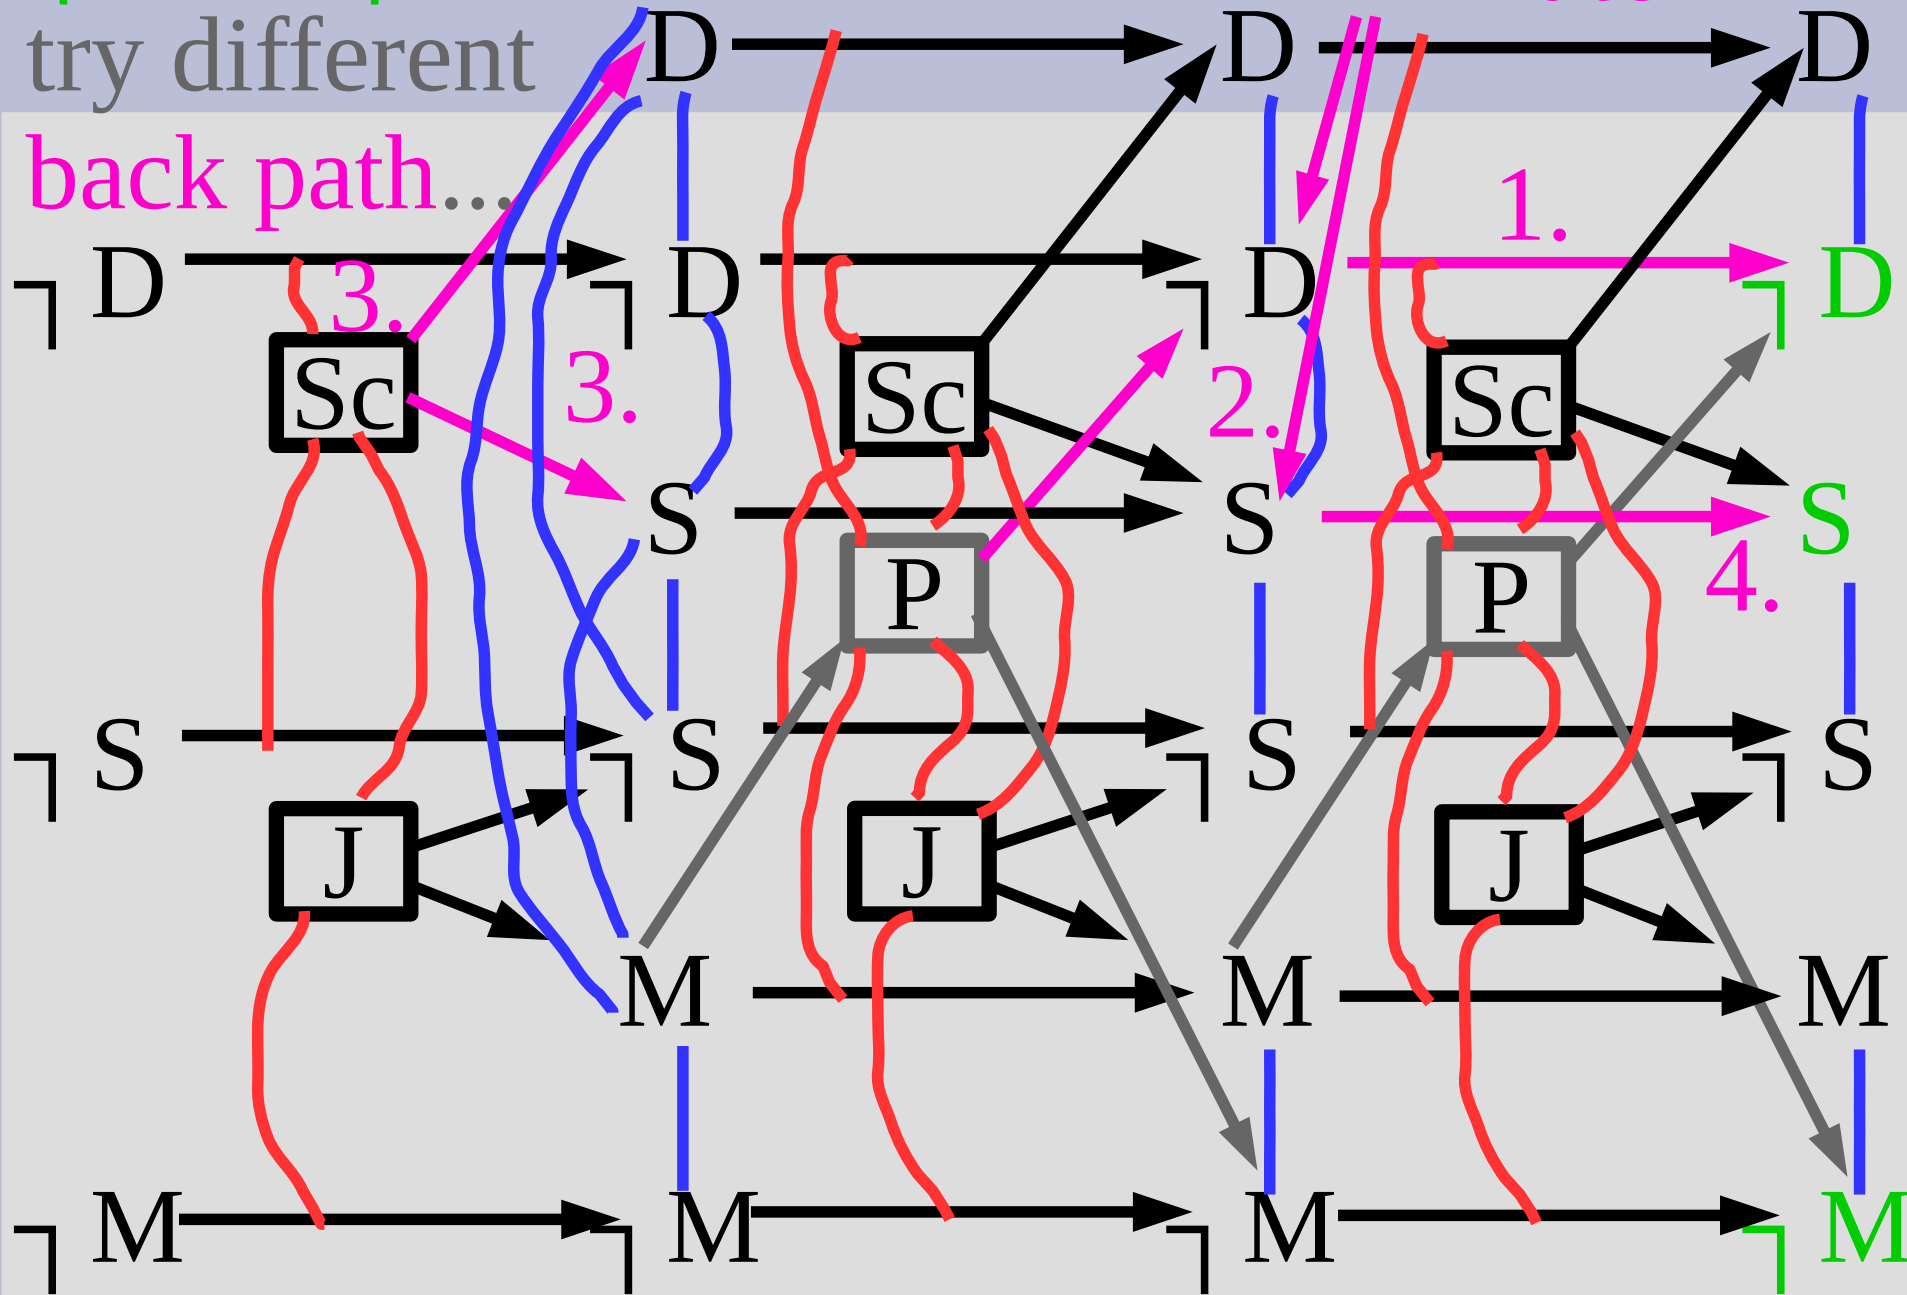 try different D D D
back path...
1.
¬D ¬D ¬D ¬D
3.
Sc 3. Sc 2. Sc
S S S
P P 4.
¬S ¬S ¬S ¬S
J J J
M M M
¬M ¬M ¬M ¬M